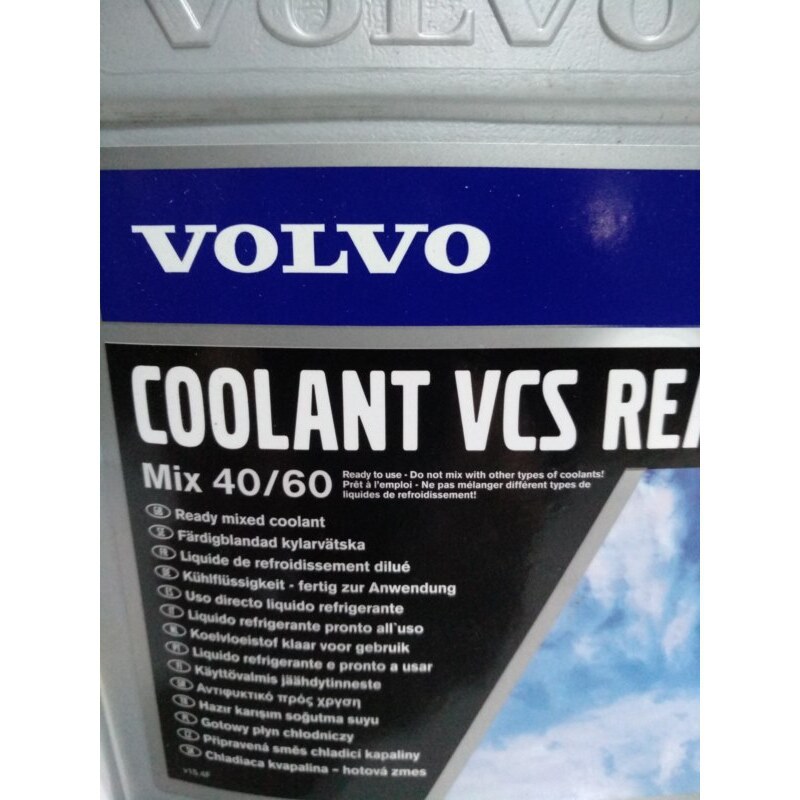 VOLVO
VOLVO
COOLANT VCS REA
Mix 40/60
Ready to use - Do not mix with other types of coolants!
Prêt à l'emploi - Ne pas mélanger différent types de
liquides de refroidissement!
Ready mixed coolant
Färdigblandad kylarvätska
Liquide de refroidissement dilué
Kühlflüssigkeit - fertig zur Anwendung
Uso directo liquido refrigerante
Liquido refrigerante pronto all'uso
Koelvloeistof klaar voor gebruik
Liquido refrigerante e pronto a usar
Käyttövalmis jäähdytinneste
Αντιψυκτικό πρός χργση
Hazır karışım soğutma suyu
Gotowy płyn chłodniczy
Připravená směs chladicí kapaliny
Chladiaca kvapalina - hotová zmes